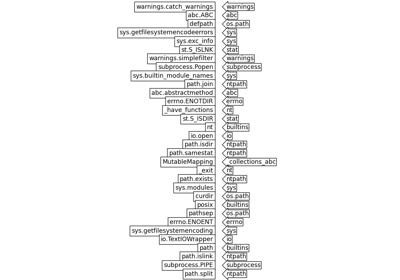 warnings.catch_warnings warnings
abc.ABC abc
defpath os.path
sys.getfilesystemencodeerrors sys
sys.exc_info sys
st.S_ISLNK stat
warnings.simplefilter warnings
subprocess.Popen subprocess
sys.builtin_module_names sys
path.join ntpath
abc.abstractmethod abc
errno.ENOTDIR errno
_have_functions nt
st.S_ISDIR stat
nt builtins
io.open io
path.isdir ntpath
path.samestat ntpath
MutableMapping _collections_abc
_exit nt
path.exists ntpath
sys.modules sys
curdir os.path
posix builtins
pathsep os.path
errno.ENOENT errno
sys.getfilesystemencoding sys
io.TextIOWrapper io
path builtins
path.islink ntpath
subprocess.PIPE subprocess
path.split ntpath